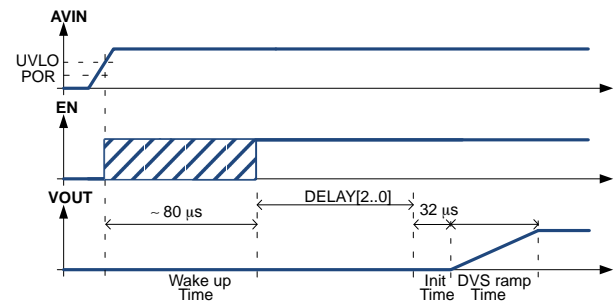 AVIN
UVLO
POR
EN
VOUT
DELAY[2..0]
~ 80 μs
32 μs
Wake up
Time
Init
Time
DVS ramp
Time